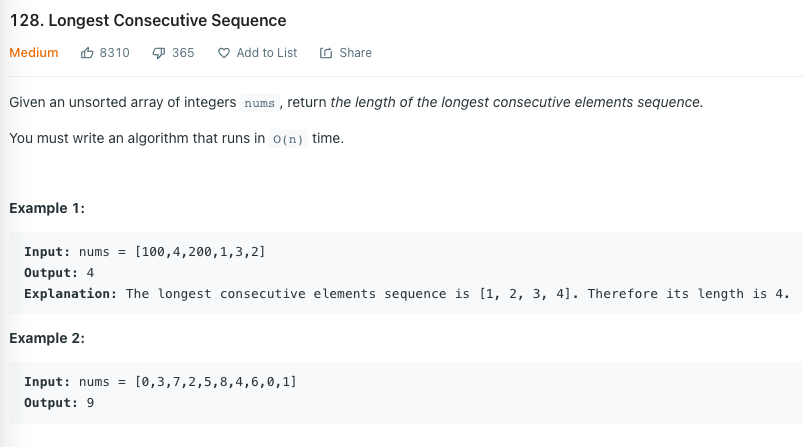 128. Longest Consecutive Sequence
Medium 8310 365 Add to List Share
Given an unsorted array of integers nums , return the length of the longest consecutive elements sequence.
You must write an algorithm that runs in O(n) time.
Example 1:
Input: nums = [100,4,200,1,3,2]
Output: 4
Explanation: The longest consecutive elements sequence is [1, 2, 3, 4]. Therefore its length is 4.
Example 2:
Input: nums = [0,3,7,2,5,8,4,6,0,1]
Output: 9